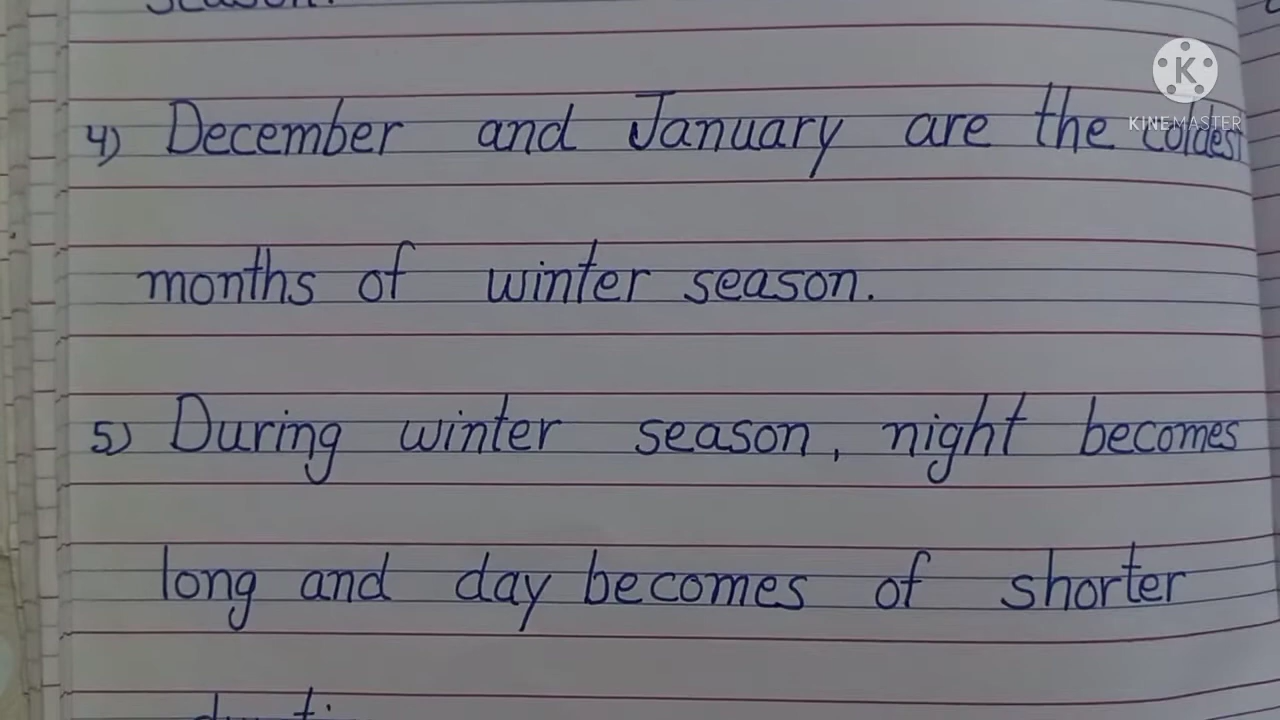 season.
4) December and January are the coldest
months of winter season.
5) During winter season, night becomes
long and day becomes of shorter
K
KINEMASTER